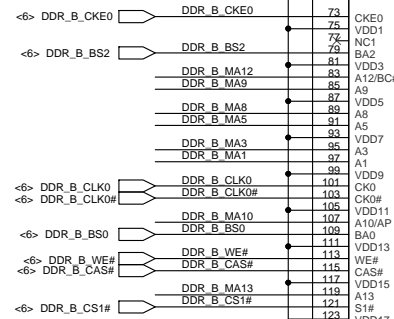 <6> DDR_B_CKE0 DDR_B_CKE0 73 CKE0
75 VDD1
77 NC1
<6> DDR_B_BS2 DDR_B_BS2 79 BA2
81 VDD3
DDR_B_MA12 83 A12/BC#
DDR_B_MA9 85 A9
87 VDD5
DDR_B_MA8 89 A8
DDR_B_MA5 91 A5
93 VDD7
DDR_B_MA3 95 A3
DDR_B_MA1 97 A1
99 VDD9
<6> DDR_B_CLK0 DDR_B_CLK0 101 CK0
<6> DDR_B_CLK0# DDR_B_CLK0# 103 CK0#
105 VDD11
DDR_B_MA10 107 A10/AP
<6> DDR_B_BS0 DDR_B_BS0 109 BA0
111 VDD13
<6> DDR_B_WE# DDR_B_WE# 113 WE#
<6> DDR_B_CAS# DDR_B_CAS# 115 CAS#
117 VDD15
DDR_B_MA13 119 A13
<6> DDR_B_CS1# DDR_B_CS1# 121 S1#
123 VDD17